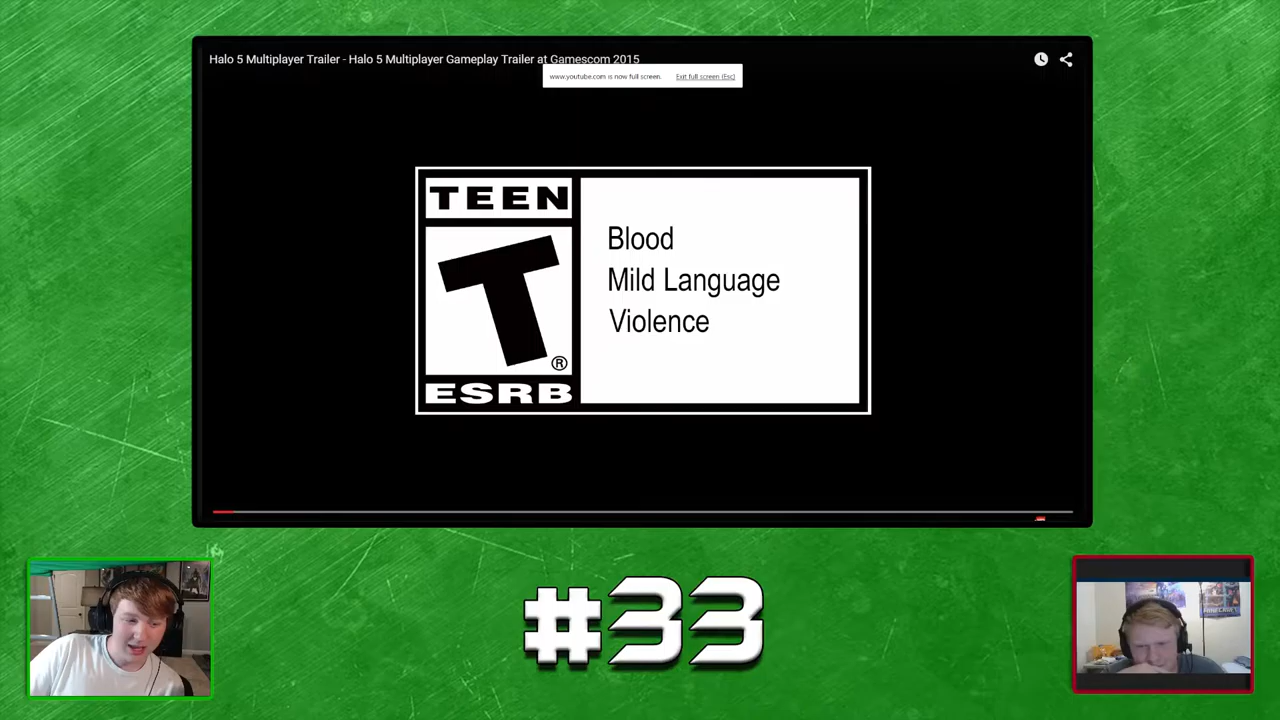 Halo 5 Multiplayer Trailer - Halo 5 Multiplayer Gameplay Trailer at Gamescom 2015
www.youtube.com is now full screen. Exit full screen (Esc)
TEEN
T®
ESRB
Blood
Mild Language
Violence
#33